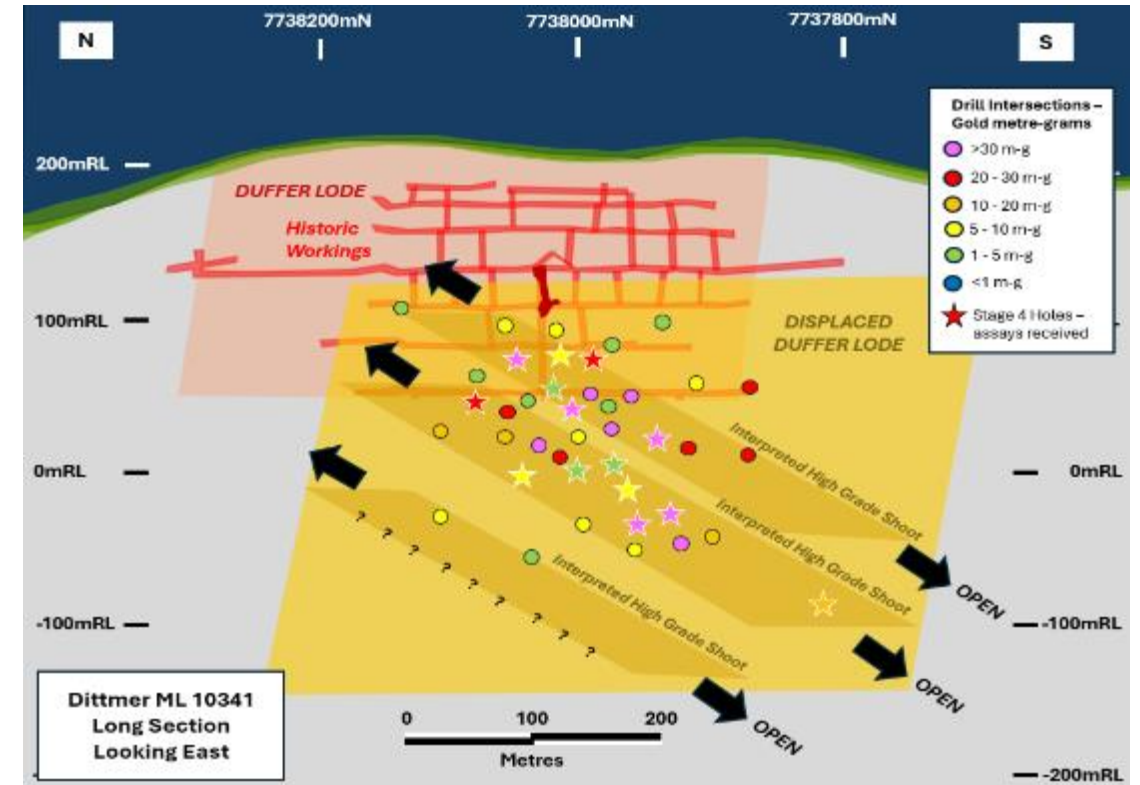 7738200mN
7738000mN
7737800mN
N
S
Drill Intersections –
Gold metre-grams
>30 m-g
20 - 30 m-g
10 - 20 m-g
5 - 10 m-g
1 - 5 m-g
<1 m-g
Stage 4 Holes –
assays received
200mRL
DUFFER LODE
Historic
Workings
100mRL
DISPLACED
DUFFER LODE
0mRL
0mRL
Interpreted High Grade Shoot
Interpreted High Grade Shoot
Interpreted High Grade Shoot
? ? ? ? ? ? ? ? ?
OPEN
OPEN
OPEN
-100mRL
-100mRL
-200mRL
Dittmer ML 10341
Long Section
Looking East
0 100 200
Metres